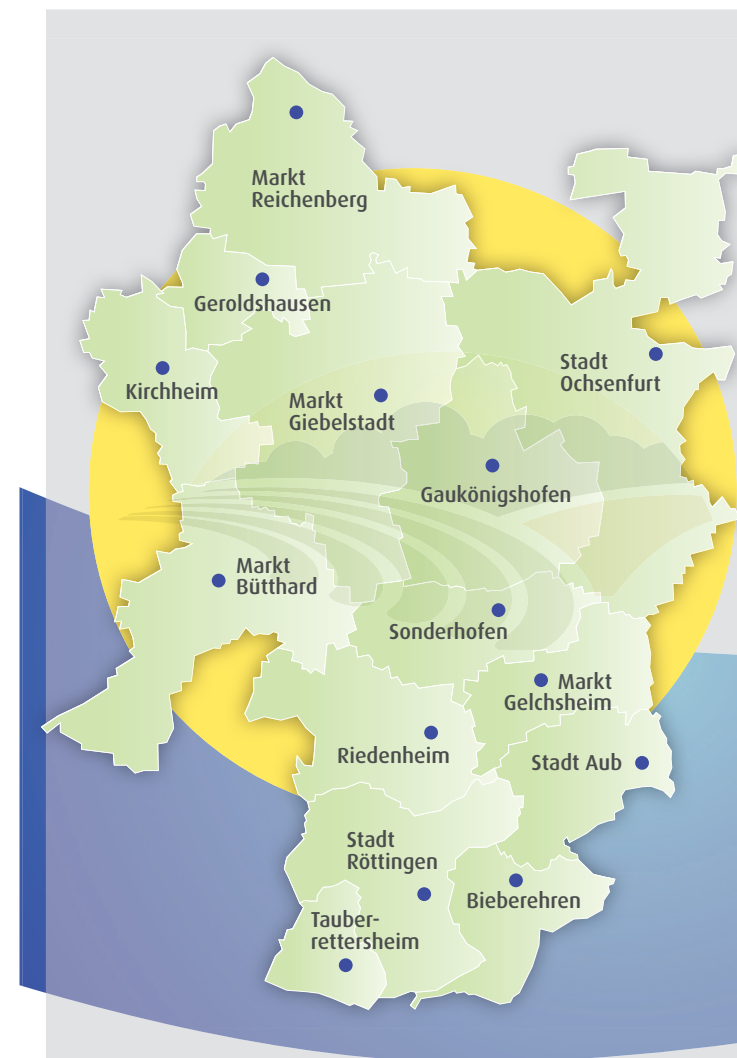 Markt
Reichenberg
Geroldshausen
Kirchheim
Markt
Giebelstadt
Stadt
Ochsenfurt
Gaukönigshofen
Markt
Bütthard
Sonderhofen
Markt
Gelchsheim
Riedenheim
Stadt Aub
Stadt
Röttingen
Bieberehren
Tauber-
rettersheim